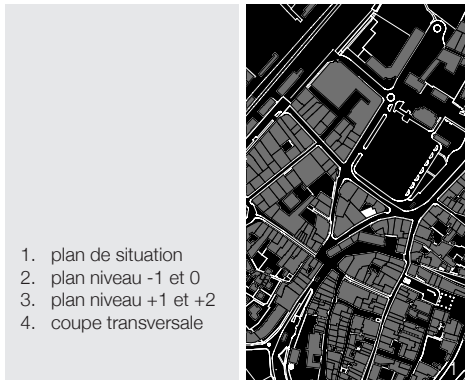 1. plan de situation
2. plan niveau -1 et 0
3. plan niveau +1 et +2
4. coupe transversale
1